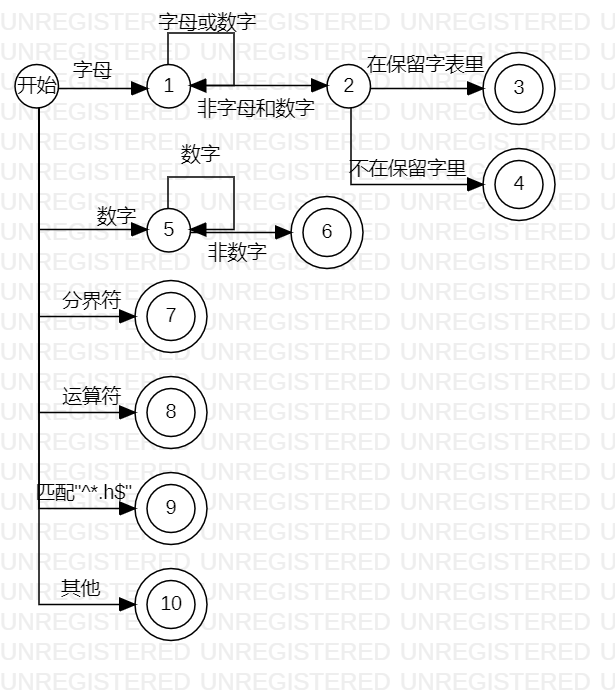 字母或数字
开始
字母
1
2
在保留字表里
3
非字母和数字
不在保留字里
4
数字
数字
5
6
非数字
分界符
7
运算符
8
匹配"^*.h$"
9
其他
10
UNREGISTERED